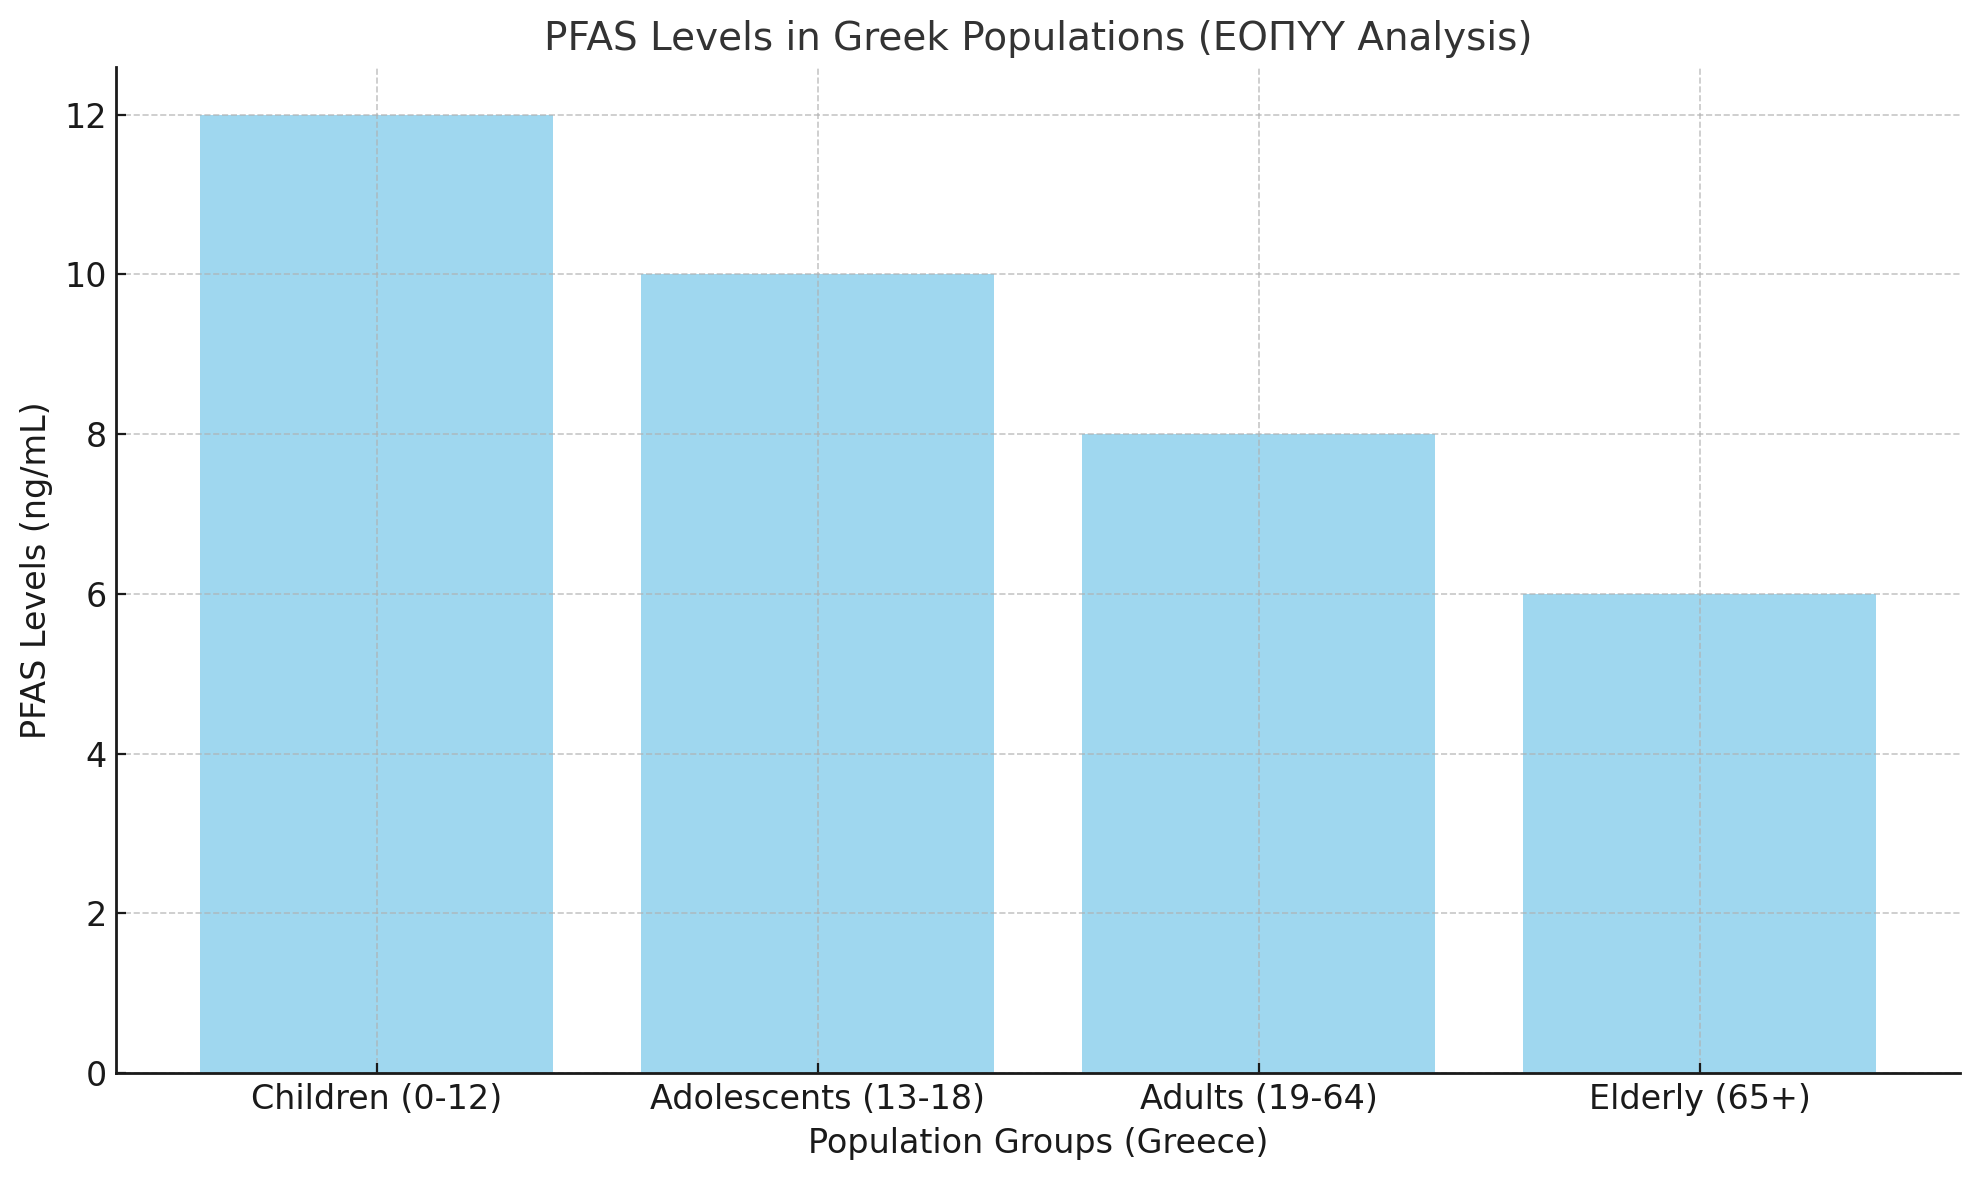 PFAS Levels in Greek Populations (ΕΟΠΥΥ Analysis)
PFAS Levels (ng/mL)
12
10
8
6
4
2
0
Children (0-12) Adolescents (13-18) Adults (19-64) Elderly (65+)
Population Groups (Greece)